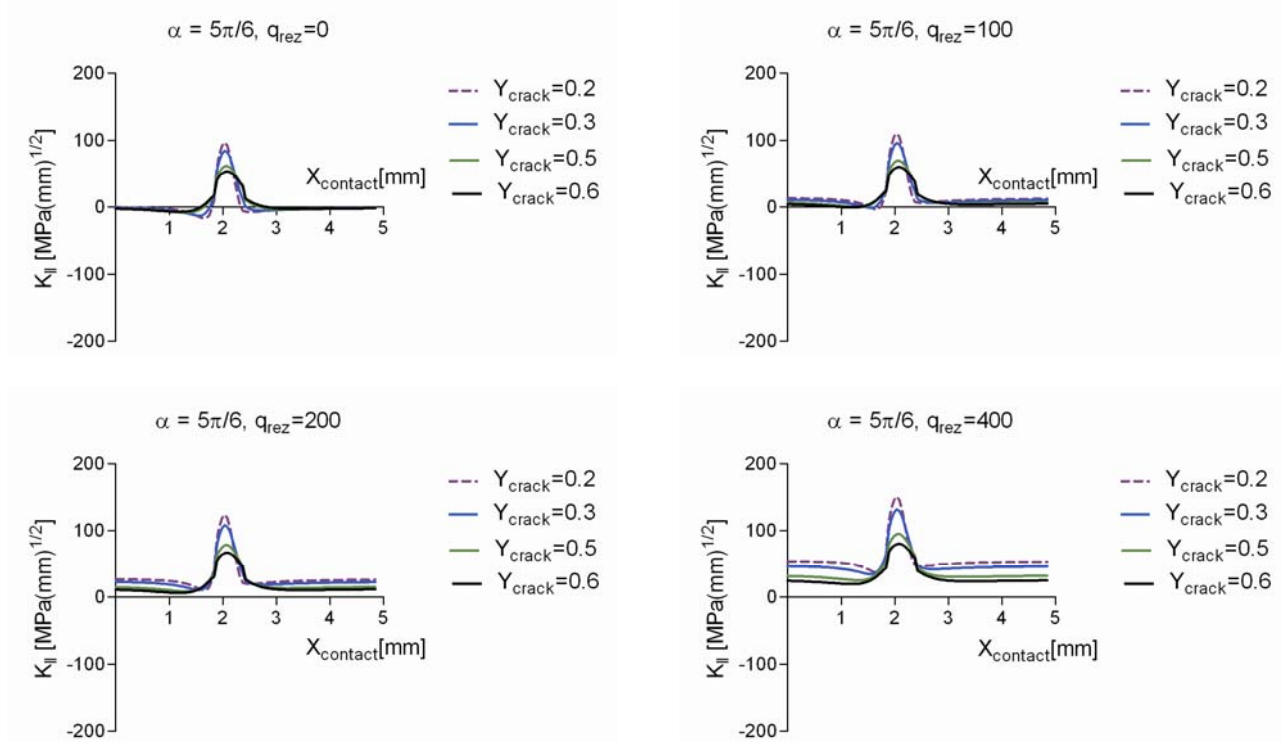 α = 5π/6, q_rez=0
200
100
0
-100
-200
K_II [MPa(mm)^1/2)
1 2 3 4 5
X_contact[mm]
Y_crack=0.2
Y_crack=0.3
Y_crack=0.5
Y_crack=0.6
α = 5π/6, q_rez=100
200
100
0
-100
-200
K_II [MPa(mm)^1/2)
1 2 3 4 5
X_contact[mm]
Y_crack=0.2
Y_crack=0.3
Y_crack=0.5
Y_crack=0.6
α = 5π/6, q_rez=200
200
100
0
-100
-200
K_II [MPa(mm)^1/2)
1 2 3 4 5
X_contact[mm]
Y_crack=0.2
Y_crack=0.3
Y_crack=0.5
Y_crack=0.6
α = 5π/6, q_rez=400
200
100
0
-100
-200
K_II [MPa(mm)^1/2)
1 2 3 4 5
X_contact[mm]
Y_crack=0.2
Y_crack=0.3
Y_crack=0.5
Y_crack=0.6